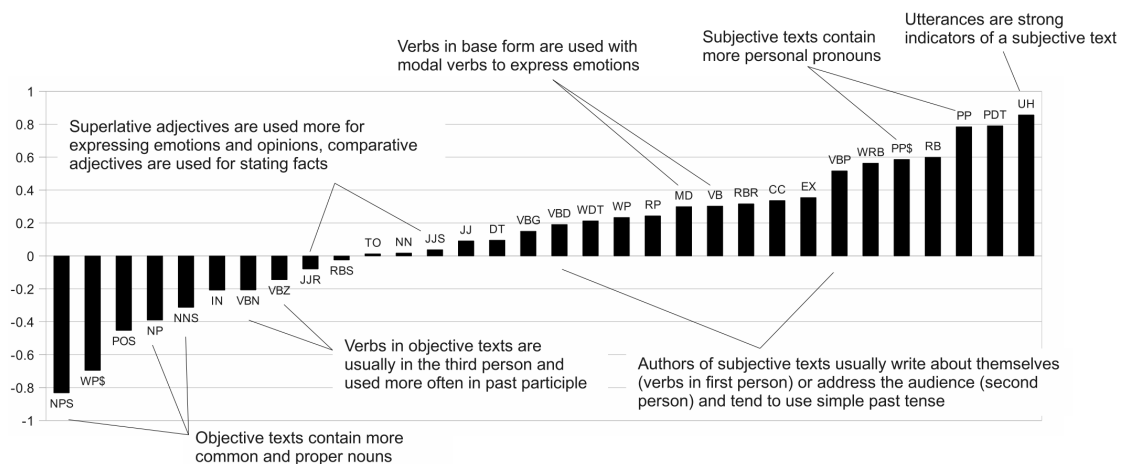 Utterances are strong
indicators of a subjective text
Subjective texts contain
more personal pronouns
Verbs in base form are used with
modal verbs to express emotions
Superlative adjectives are used more for
expressing emotions and opinions, comparative
adjectives are used for stating facts
1
0.8
0.6
0.4
0.2
0
-0.2
-0.4
-0.6
-0.8
-1
NPS
WP$
POS
NP
NNS
IN
VBN
VBZ
JJR
RBS
TO
NN
JJS
JJ
DT
VBG
VBD
WDT
WP
RP
MD
VB
RBR
CC
EX
VBP
WRB
PP$
RB
PP
PDT
UH
Verbs in objective texts are
usually in the third person and
used more often in past participle
Authors of subjective texts usually write about themselves
(verbs in first person) or address the audience (second
person) and tend to use simple past tense
Objective texts contain more
common and proper nouns